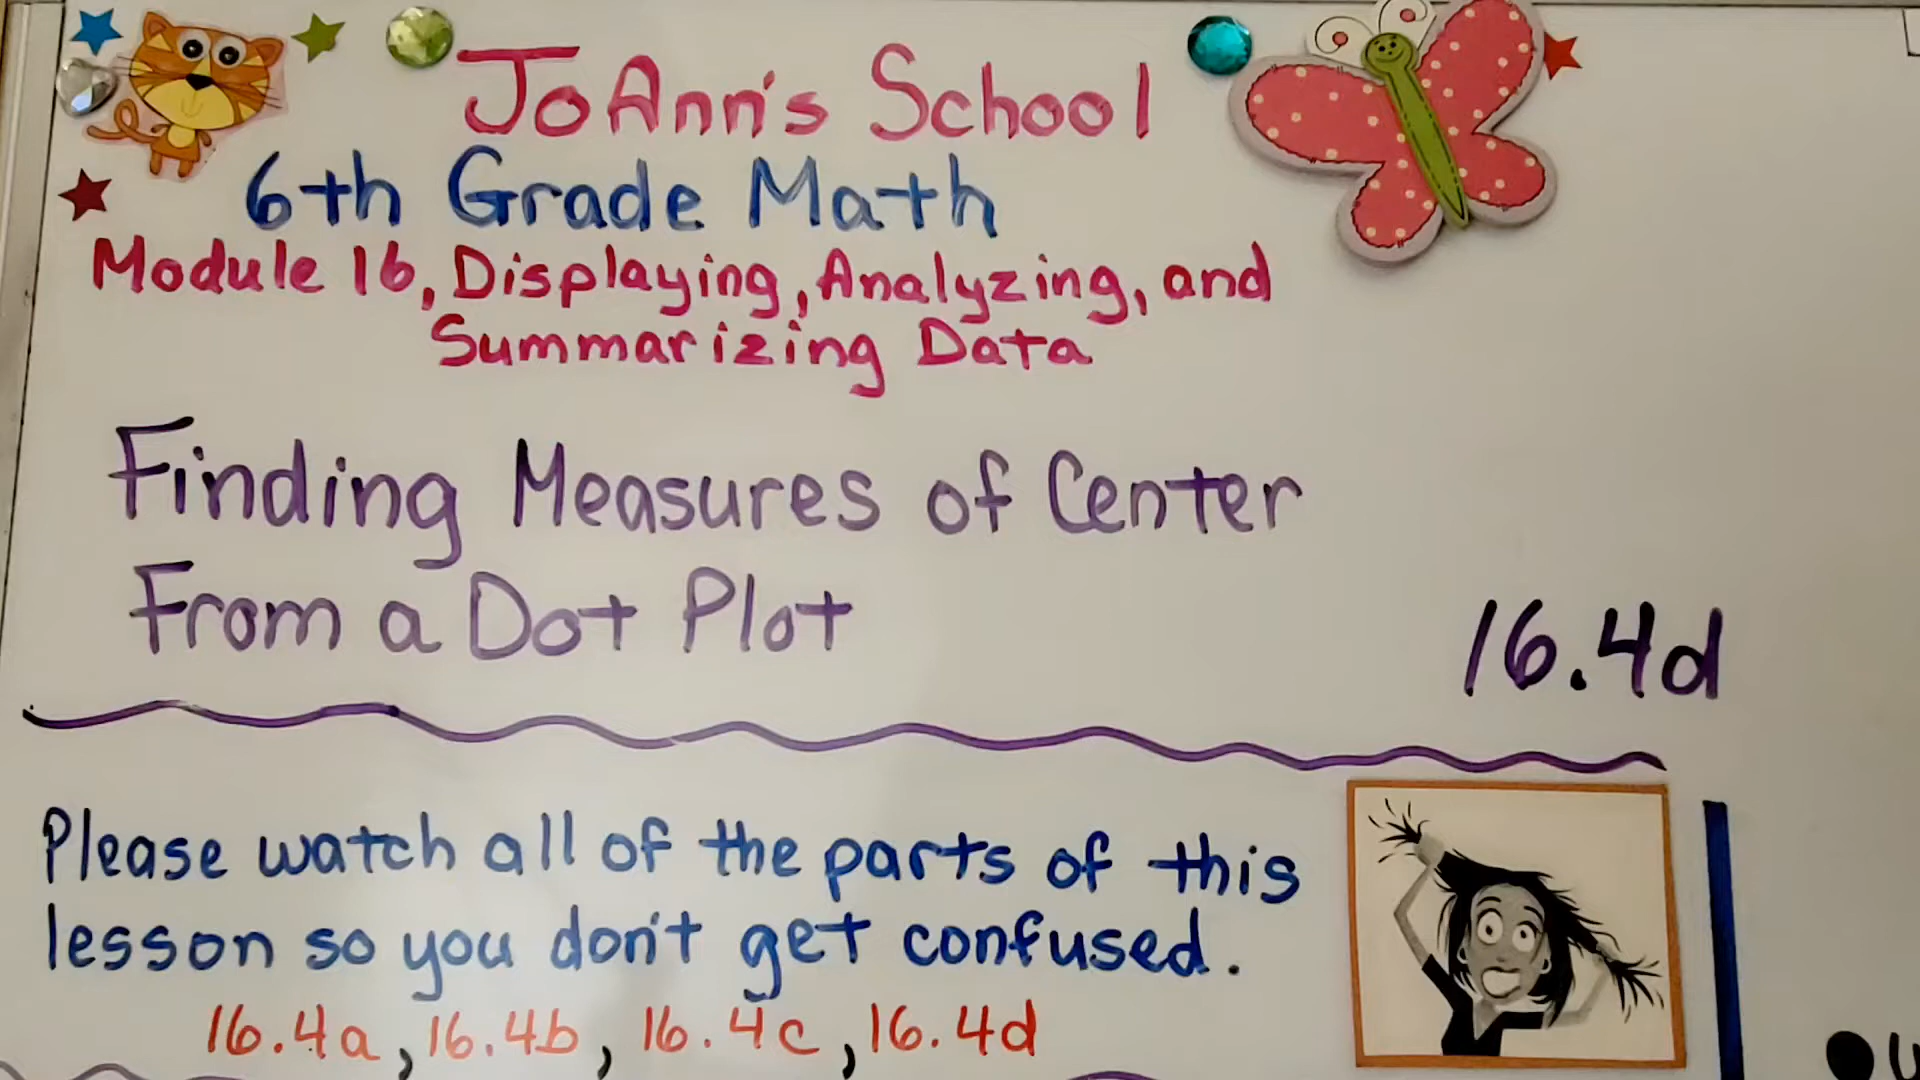 JoAnn's School
6th Grade Math
Module 16, Displaying, Analyzing, and
Summarizing Data
Finding Measures of Center
From a Dot Plot
16.4d
Please watch all of the parts of this
lesson so you don't get confused.
16.4a, 16.4b, 16.4c, 16.4d